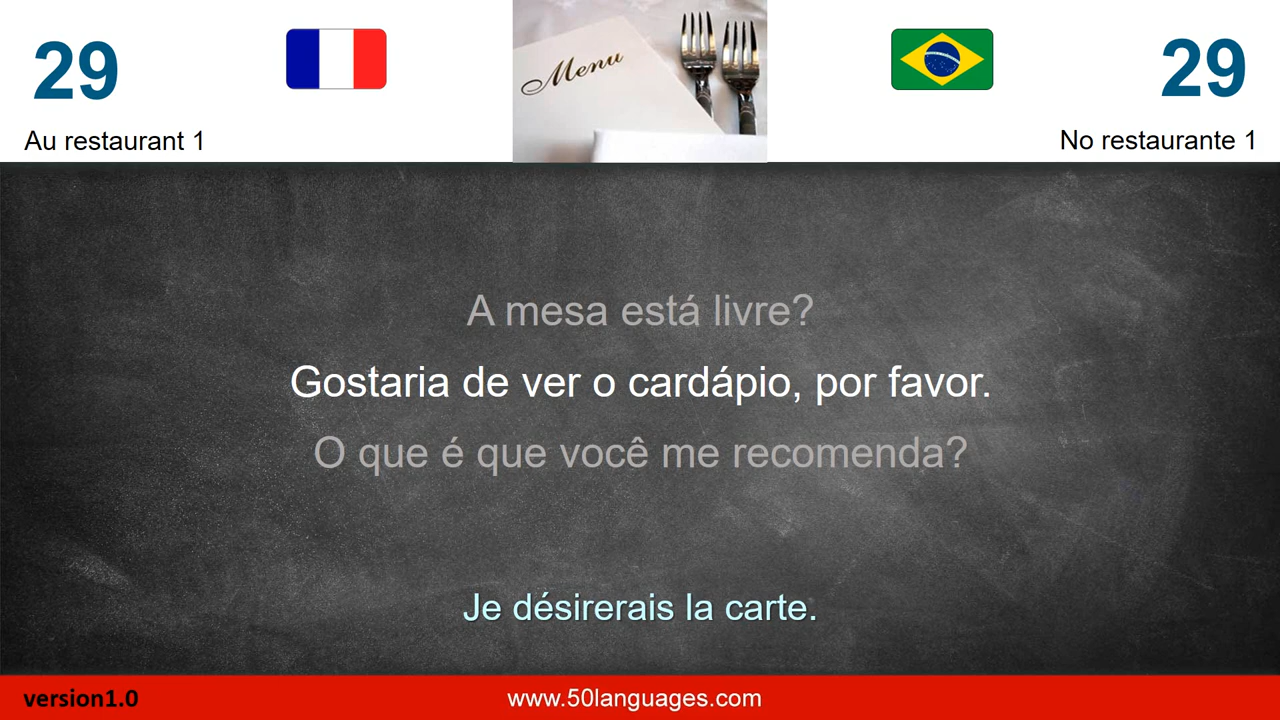 29
29
Menu
Au restaurant 1
No restaurante 1
A mesa está livre?
Gostaria de ver o cardápio, por favor.
O que é que você me recomenda?
Je désirerais la carte.
version1.0
www.50languages.com